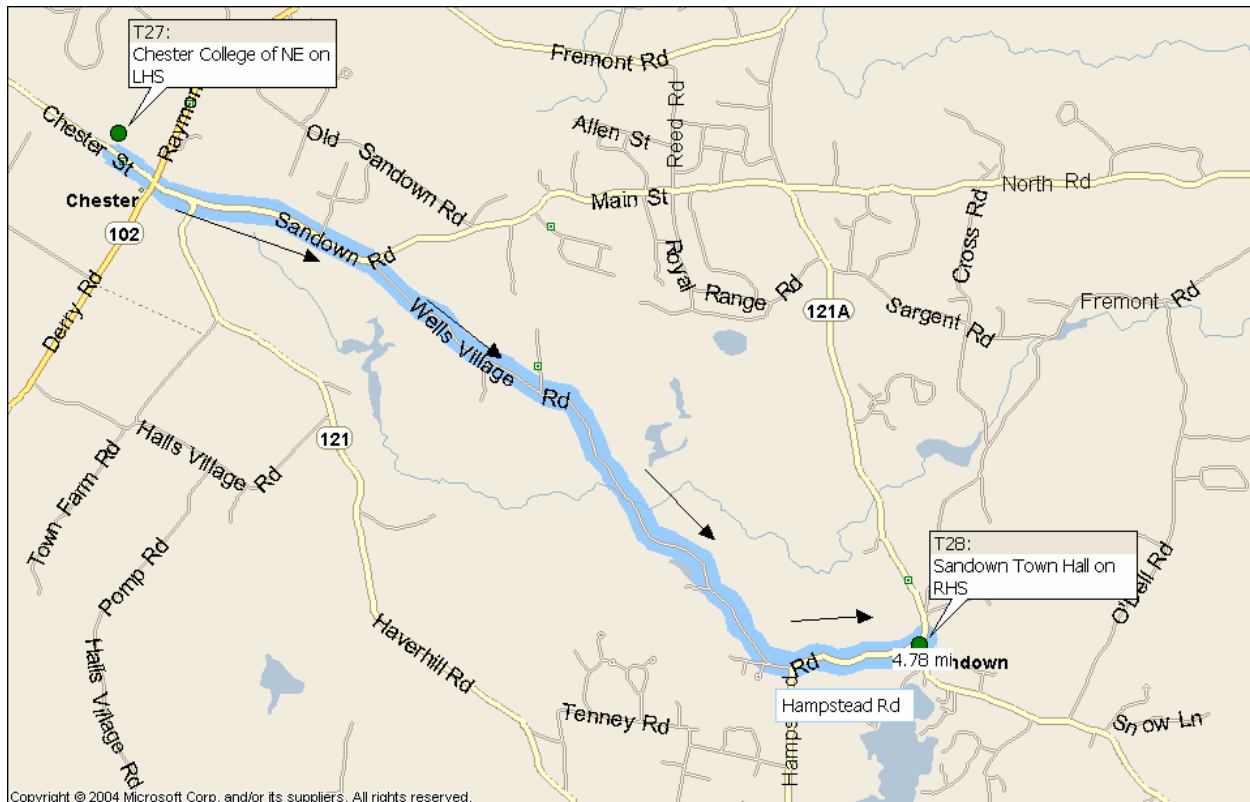 T27:
Chester College of NE on
LHS
Fremont Rd
Raymon
Reed Rd
Allen St
Chester St
Old Sandown Rd
Chester
Main St
North Rd
102
Sandown Rd
Cross Rd
Royal Range Rd
121A
Sargent Rd
Fremont Rd
Derry Rd
Wells Village Rd
121
Halls Village Rd
Town Farm Rd
T28:
Sandown Town Hall on
RHS
Pomp Rd
O'Dell Rd
Haverhill Rd
Halls Village Rd
4.78 mi
ndown
Rd
Hampstead Rd
Hampstead Rd
Tenney Rd
Snow Ln
Copyright © 2004 Microsoft Corp. and/or its suppliers. All rights reserved.